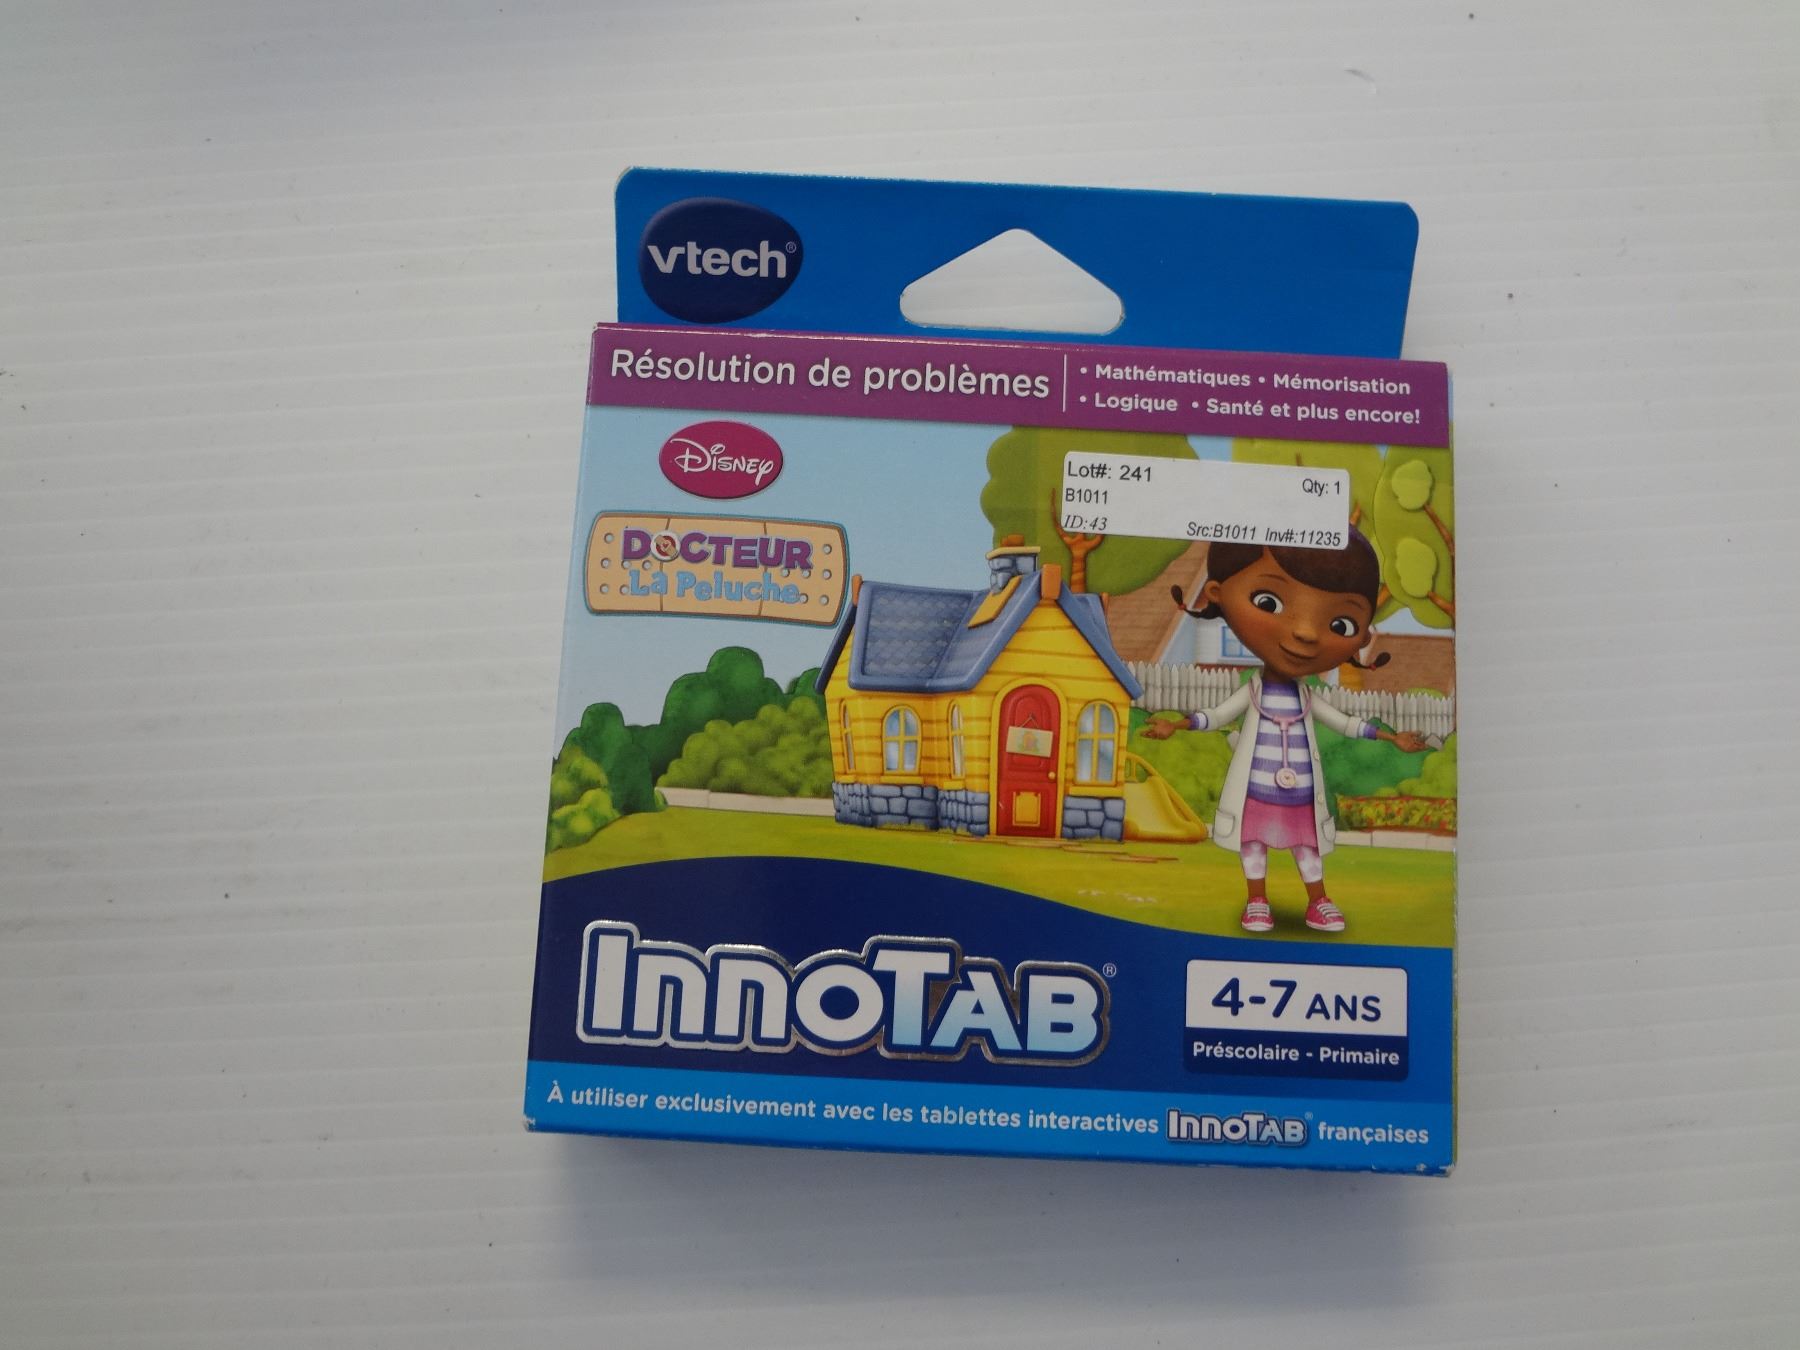 vtech®
Résolution de problèmes
• Mathématiques • Mémorisation
• Logique • Santé et plus encore!
Disney
DOCTEUR
La Peluche
Lot#: 241
Qty: 1
B1011
ID:43
Src:B1011 Inv#:11235
InnoTAB®
4-7 ANS
Préscolaire - Primaire
À utiliser exclusivement avec les tablettes interactives InnoTAB® françaises